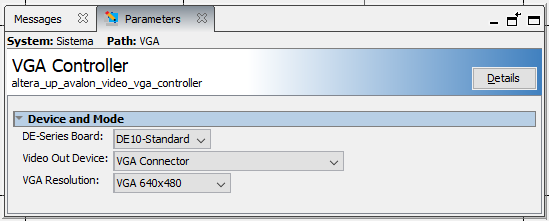 Messages
Parameters
System: Sistema Path: VGA
VGA Controller
altera_up_avalon_video_vga_controller
Details
Device and Mode
DE-Series Board: DE10-Standard
Video Out Device: VGA Connector
VGA Resolution: VGA 640x480